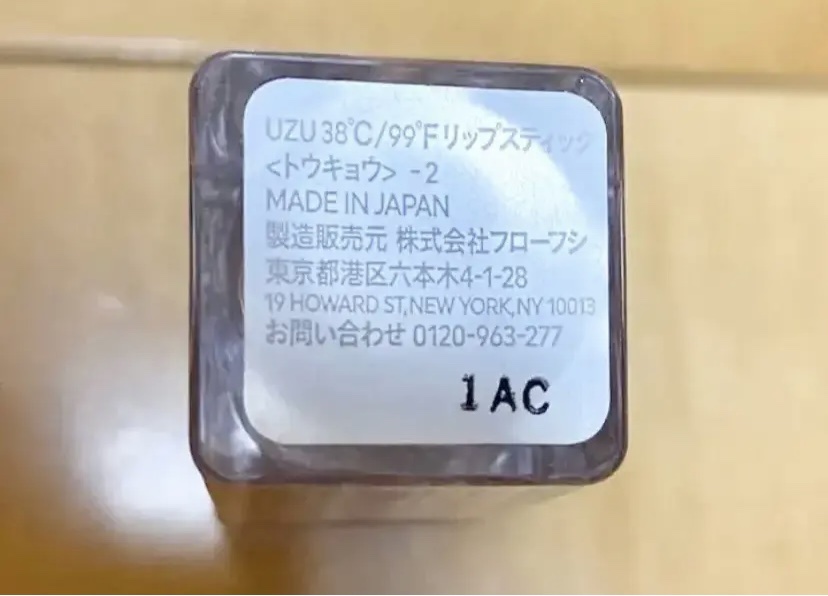 UZU 38℃/99°Fリップスティック
<トウキョウ> -2
MADE IN JAPAN
製造販売元 株式会社フローフシ
東京都港区六本木4-1-28
19 HOWARD ST,NEW YORK,NY 10013
お問い合わせ 0120-963-277
1AC